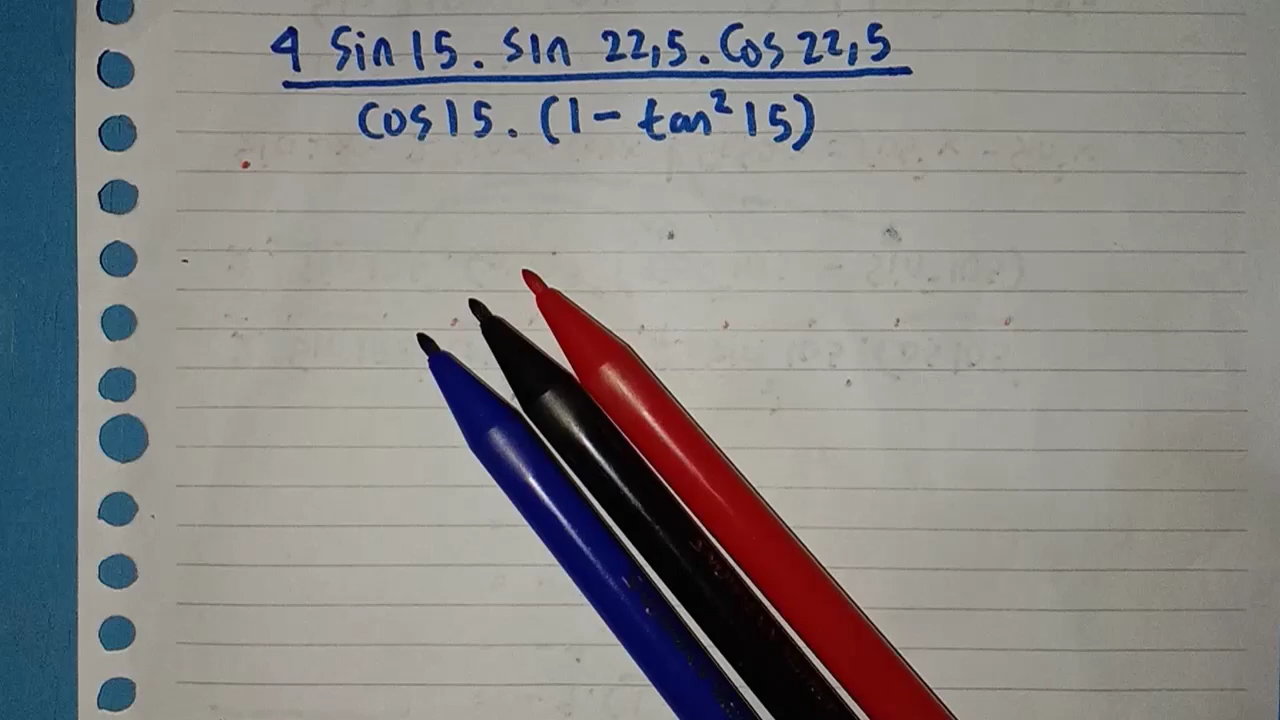 4 Sin 15 . sin 22,5 . Cos 22,5
Cos 15 . (1 - tan² 15)